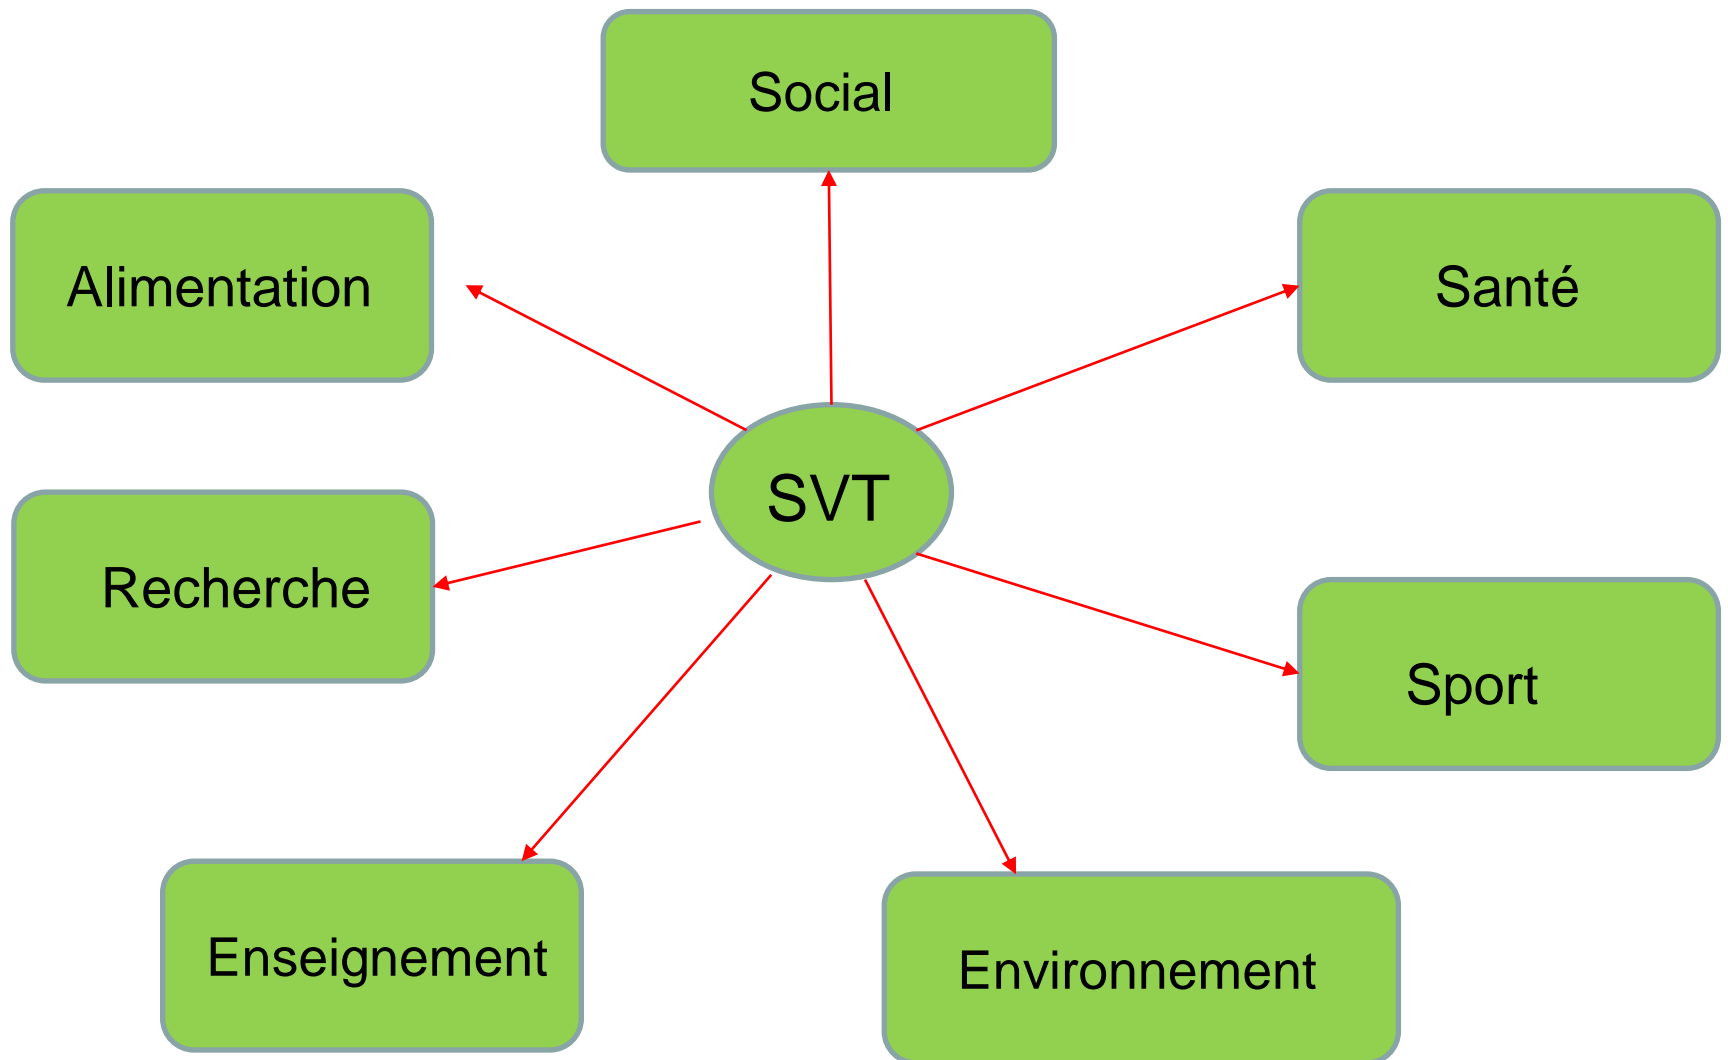 Social
Alimentation
Santé
SVT
Recherche
Sport
Enseignement
Environnement